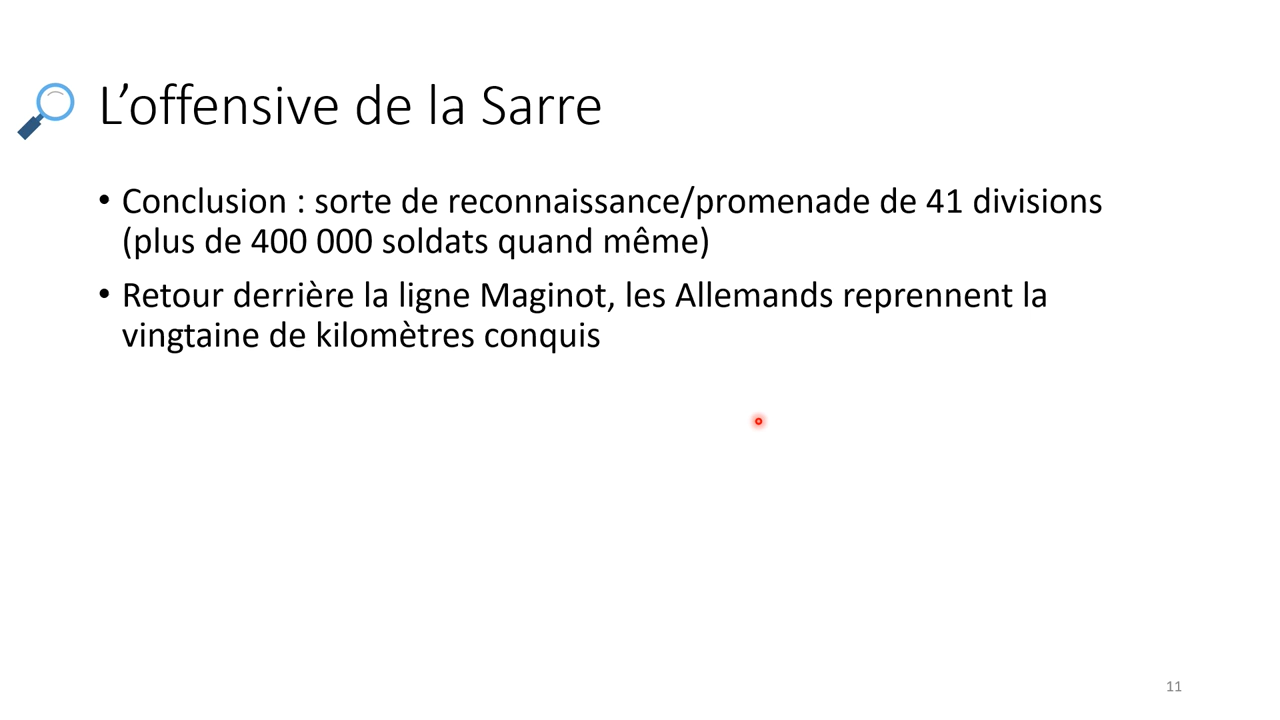 L’offensive de la Sarre
• Conclusion : sorte de reconnaissance/promenade de 41 divisions
(plus de 400 000 soldats quand même)
• Retour derrière la ligne Maginot, les Allemands reprennent la
vingtaine de kilomètres conquis
11